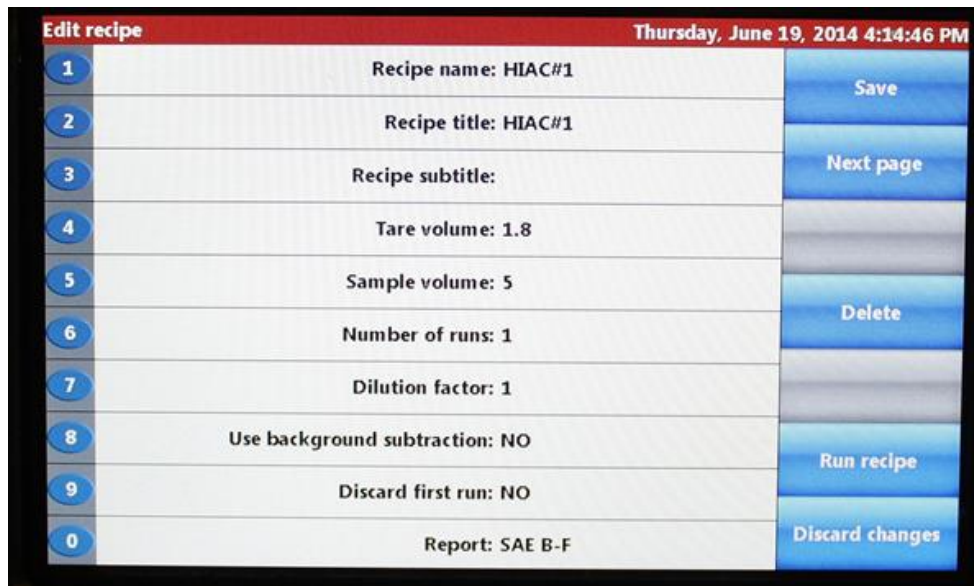 Edit recipe Thursday, June 19, 2014 4:14:46 PM
1 Recipe name: HIAC#1
Save
2 Recipe title: HIAC#1
Next page
3 Recipe subtitle:
4 Tare volume: 1.8
5 Sample volume: 5
Delete
6 Number of runs: 1
7 Dilution factor: 1
8 Use background subtraction: NO
Run recipe
9 Discard first run: NO
0 Report: SAE B-F
Discard changes